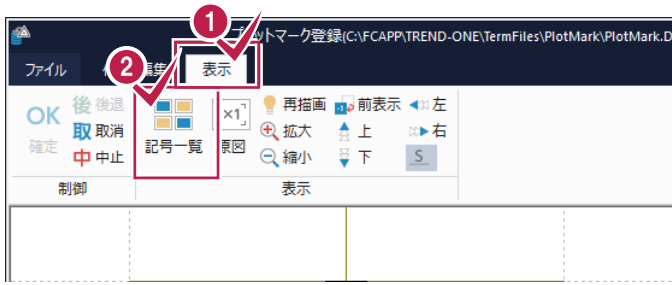 1
ットマーク登録(C:\FCAPP\TREND-ONE\TermFiles\PlotMark\PlotMark.D
ファイル 編集 表示
2
OK 後 後退 ×1 再描画 前表示 左
確定 取 取消 記号一覧 原図 拡大 上 右
中 中止 縮小 下 S
制御 表示